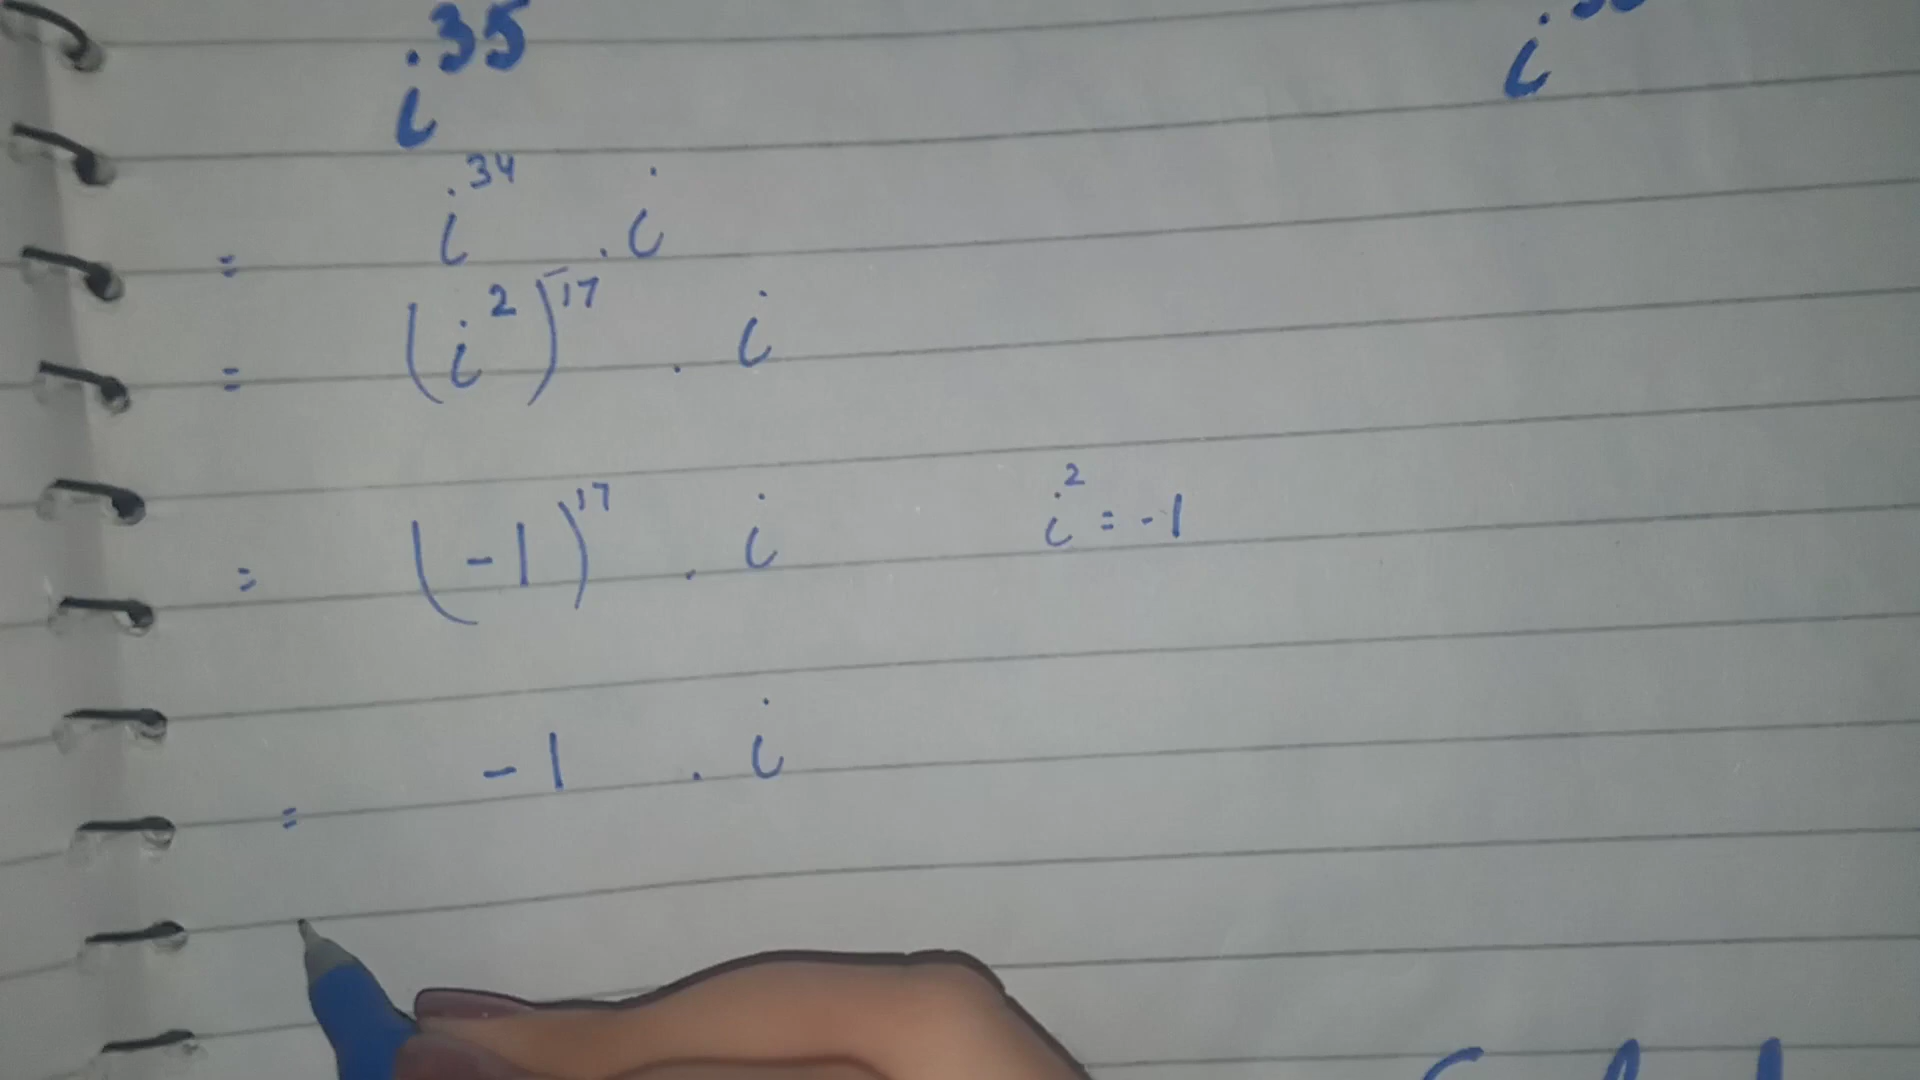 i^35
= i^34 . i
= (i^2)^17 . i
= (-1)^17 . i i^2 = -1
= -1 . i